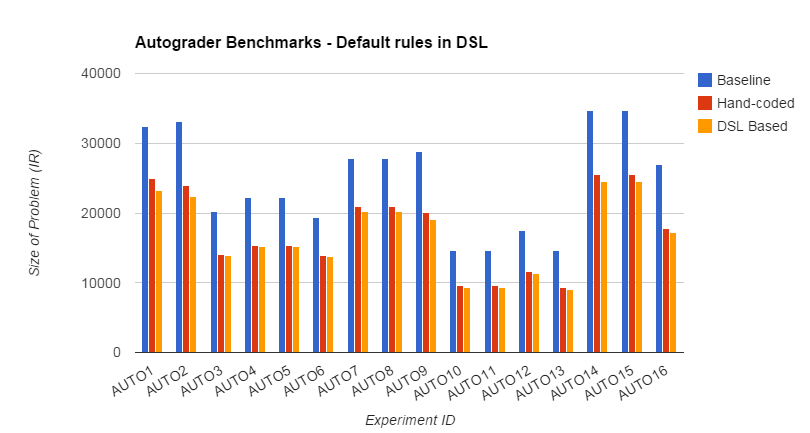 Autograder Benchmarks - Default rules in DSL
40000
30000
20000
10000
0
Size of Problem (IR)
Baseline
Hand-coded
DSL Based
AUTO1
AUTO2
AUTO3
AUTO4
AUTO5
AUTO6
AUTO7
AUTO8
AUTO9
AUTO10
AUTO11
AUTO12
AUTO13
AUTO14
AUTO15
AUTO16
Experiment ID